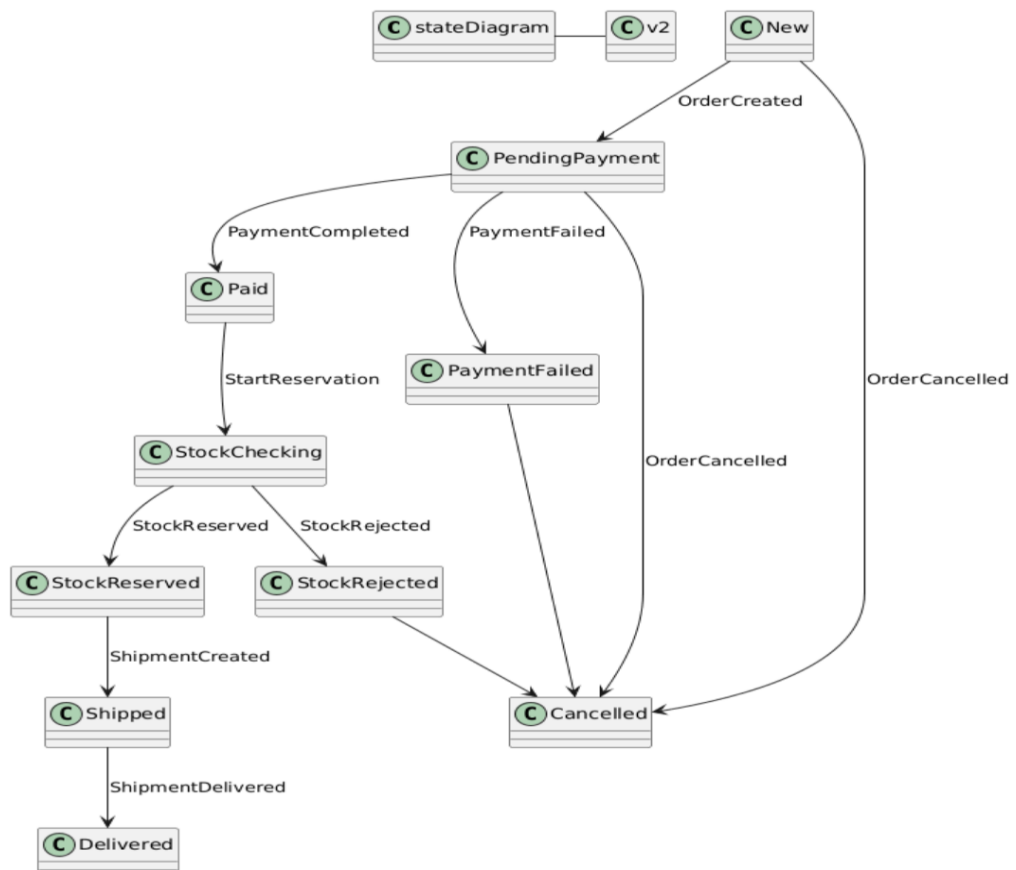 C stateDiagram
C v2
C New
OrderCreated
C PendingPayment
PaymentCompleted
PaymentFailed
C Paid
C PaymentFailed
StartReservation
OrderCancelled
C StockChecking
OrderCancelled
StockReserved
StockRejected
C StockReserved
C StockRejected
ShipmentCreated
C Shipped
C Cancelled
ShipmentDelivered
C Delivered